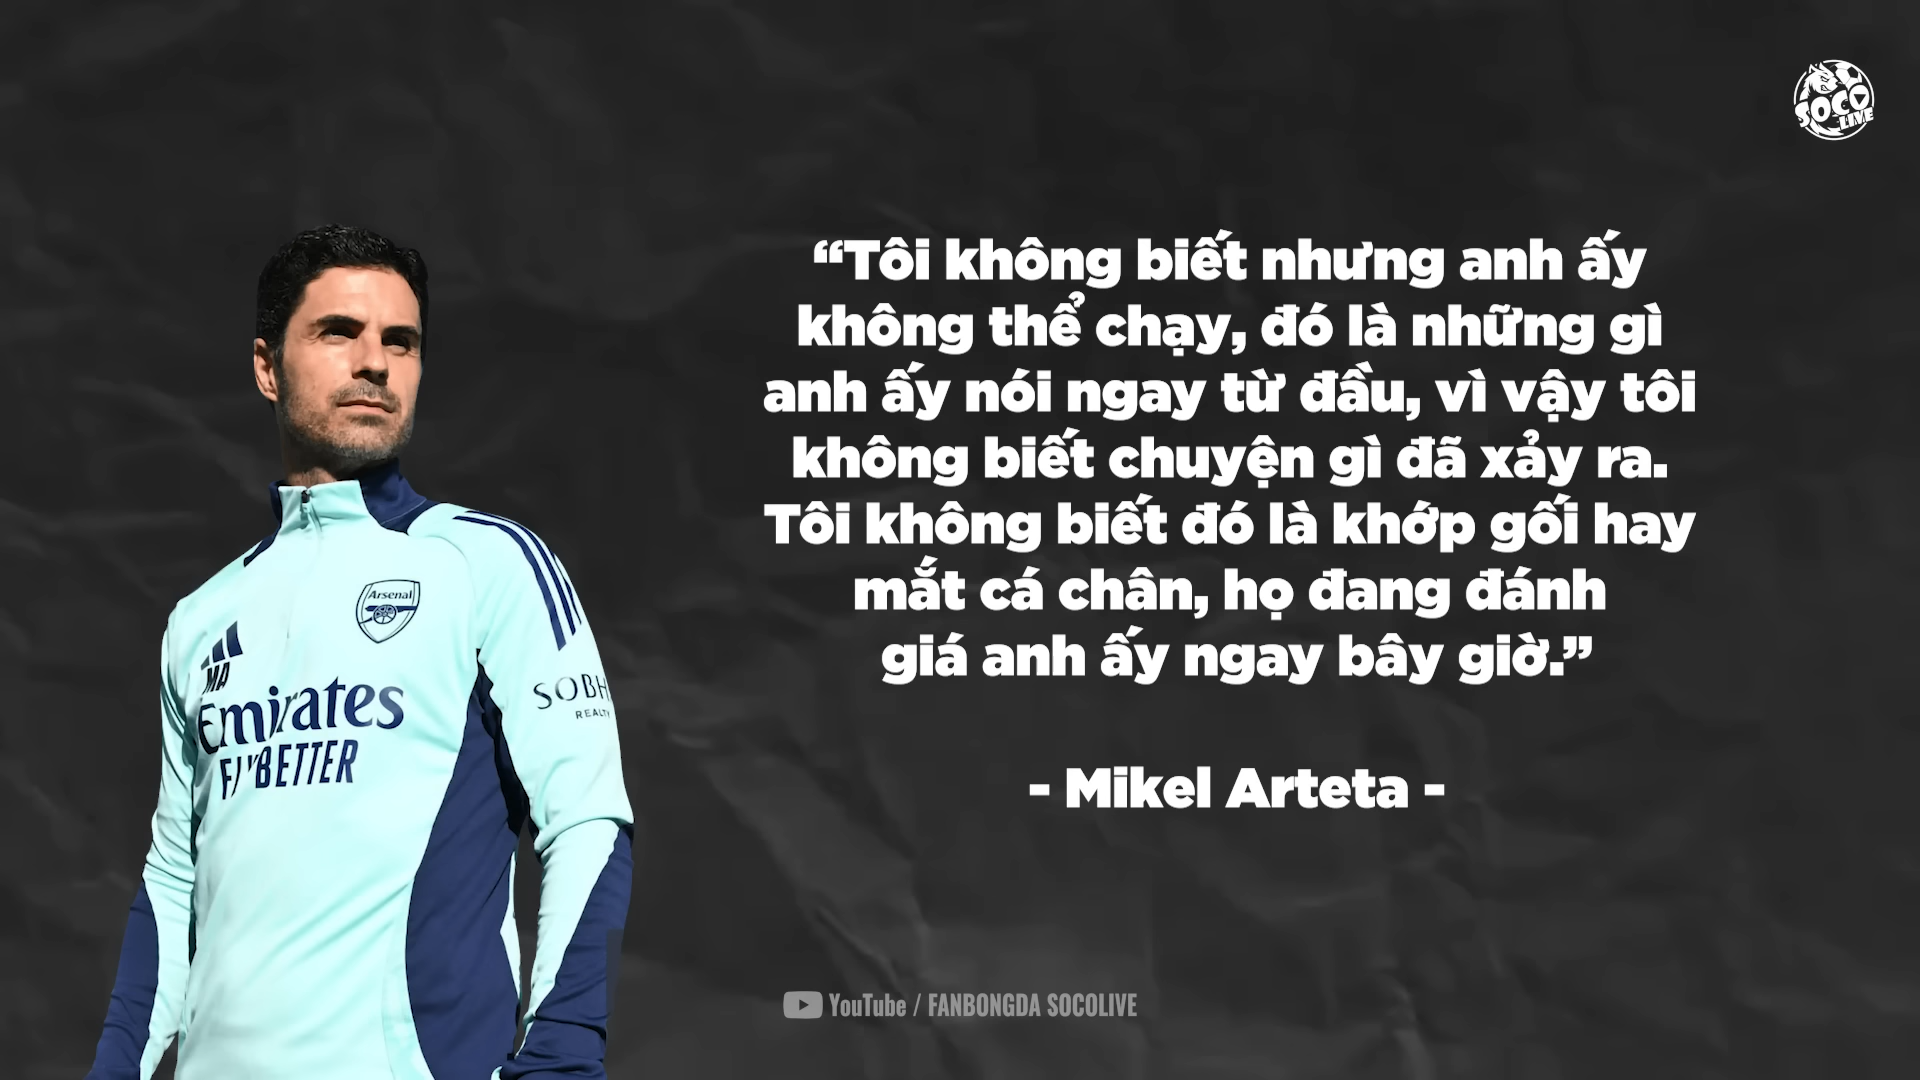 SOCO
LIVE
“Tôi không biết nhưng anh ấy
không thể chạy, đó là những gì
anh ấy nói ngay từ đầu, vì vậy tôi
không biết chuyện gì đã xảy ra.
Tôi không biết đó là khớp gối hay
mắt cá chân, họ đang đánh
giá anh ấy ngay bây giờ.”
- Mikel Arteta -
Arsenal
MA
Emirates
FLY BETTER
SOBH
REALT
YouTube / FANBONGDA SOCOLIVE